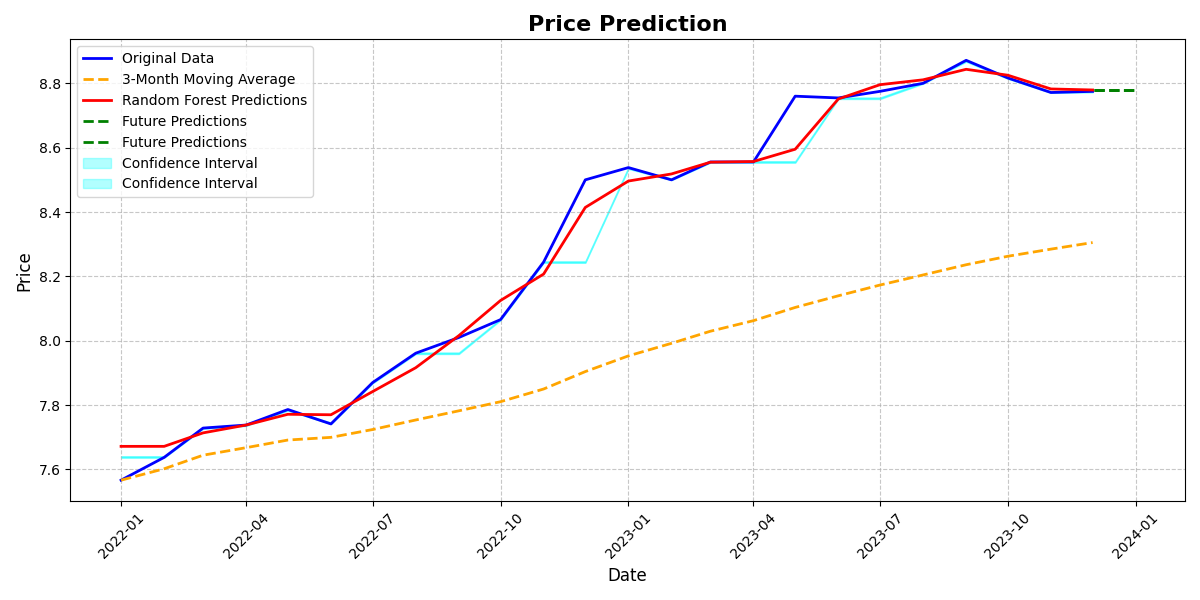 Price Prediction
Original Data
3-Month Moving Average
Random Forest Predictions
Future Predictions
Future Predictions
Confidence Interval
Confidence Interval
Price
8.8
8.6
8.4
8.2
8.0
7.8
7.6
2022-01
2022-04
2022-07
2022-10
2023-01
2023-04
2023-07
2023-10
2024-01
Date